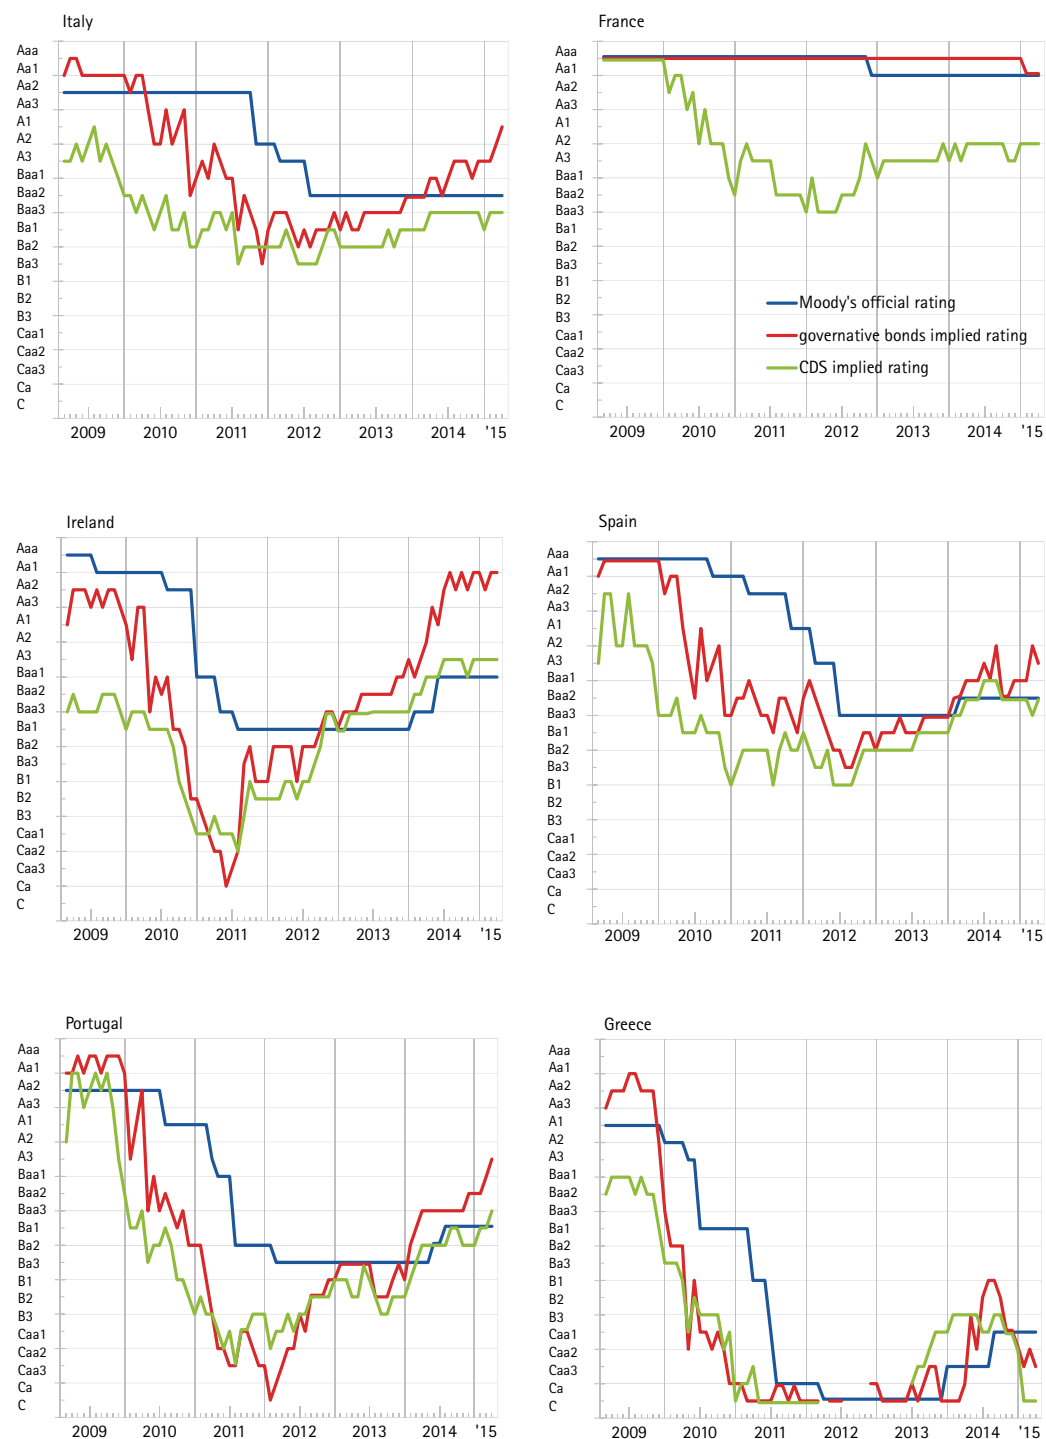 Italy
Aaa
Aa1
Aa2
Aa3
A1
A2
A3
Baa1
Baa2
Baa3
Ba1
Ba2
Ba3
B1
B2
B3
Caa1
Caa2
Caa3
Ca
C
2009 2010 2011 2012 2013 2014 '15
France
Aaa
Aa1
Aa2
Aa3
A1
A2
A3
Baa1
Baa2
Baa3
Ba1
Ba2
Ba3
B1
B2
B3
Caa1
Caa2
Caa3
Ca
C
Moody's official rating
governative bonds implied rating
CDS implied rating
2009 2010 2011 2012 2013 2014 '15
Ireland
Aaa
Aa1
Aa2
Aa3
A1
A2
A3
Baa1
Baa2
Baa3
Ba1
Ba2
Ba3
B1
B2
B3
Caa1
Caa2
Caa3
Ca
C
2009 2010 2011 2012 2013 2014 '15
Spain
Aaa
Aa1
Aa2
Aa3
A1
A2
A3
Baa1
Baa2
Baa3
Ba1
Ba2
Ba3
B1
B2
B3
Caa1
Caa2
Caa3
Ca
C
2009 2010 2011 2012 2013 2014 '15
Portugal
Aaa
Aa1
Aa2
Aa3
A1
A2
A3
Baa1
Baa2
Baa3
Ba1
Ba2
Ba3
B1
B2
B3
Caa1
Caa2
Caa3
Ca
C
2009 2010 2011 2012 2013 2014 '15
Greece
Aaa
Aa1
Aa2
Aa3
A1
A2
A3
Baa1
Baa2
Baa3
Ba1
Ba2
Ba3
B1
B2
B3
Caa1
Caa2
Caa3
Ca
C
2009 2010 2011 2012 2013 2014 '15